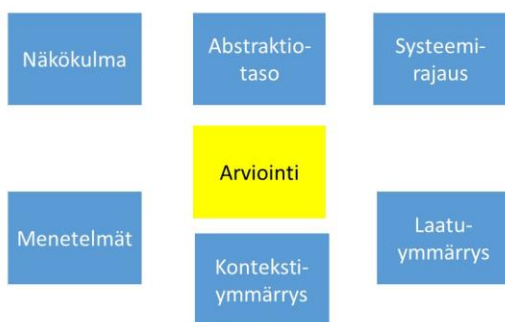 Näkökulma
Abstraktio-
taso
Systeemi-
rajaus
Arviointi
Menetelmät
Konteksti-
ymmärrys
Laatu-
ymmärrys